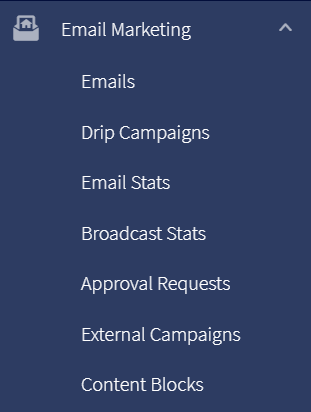 Email Marketing
Emails
Drip Campaigns
Email Stats
Broadcast Stats
Approval Requests
External Campaigns
Content Blocks